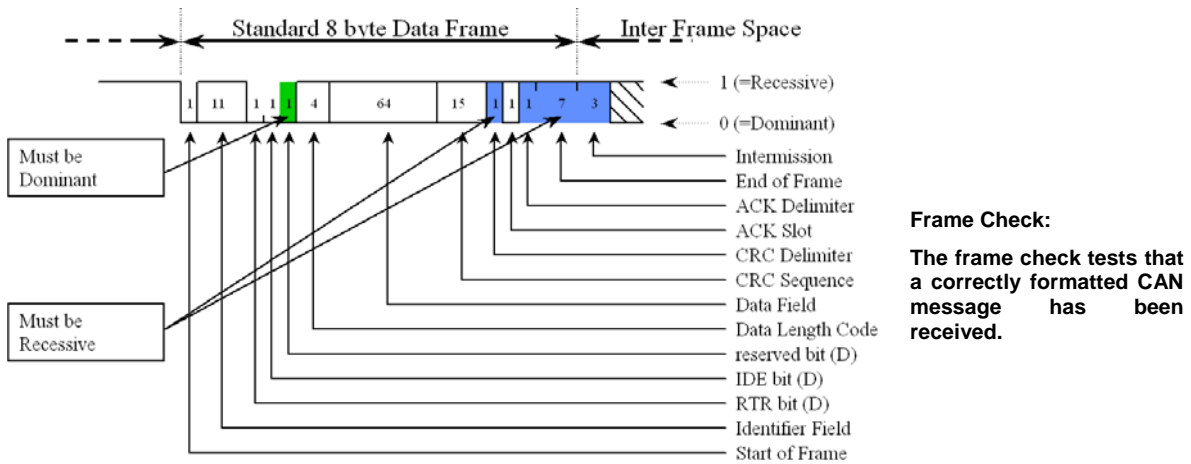 Standard 8 byte Data Frame
Inter Frame Space
1 (=Recessive)
1 11 1 1 1 4 64 15 1 1 1 7 3
0 (=Dominant)
Must be
Dominant
Intermission
End of Frame
ACK Delimiter
ACK Slot
CRC Delimiter
CRC Sequence
Data Field
Data Length Code
reserved bit (D)
IDE bit (D)
RTR bit (D)
Identifier Field
Start of Frame
Must be
Recessive
Frame Check:
The frame check tests that
a correctly formatted CAN
message has been
received.